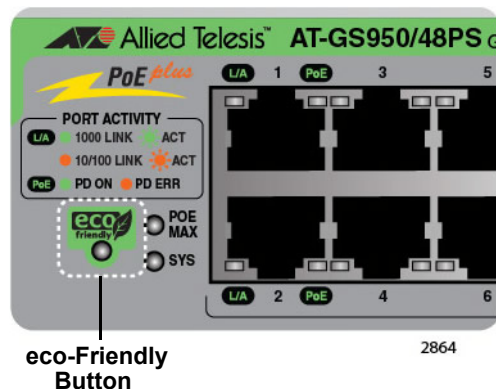 Allied Telesis™ AT-GS950/48PS G
PoE plus
L/A 1 PoE 3 5
PORT ACTIVITY
L/A 1000 LINK ACT
10/100 LINK ACT
PoE PD ON PD ERR
eco
friendly
POE
MAX
SYS
L/A 2 PoE 4 6
2864
eco-Friendly
Button